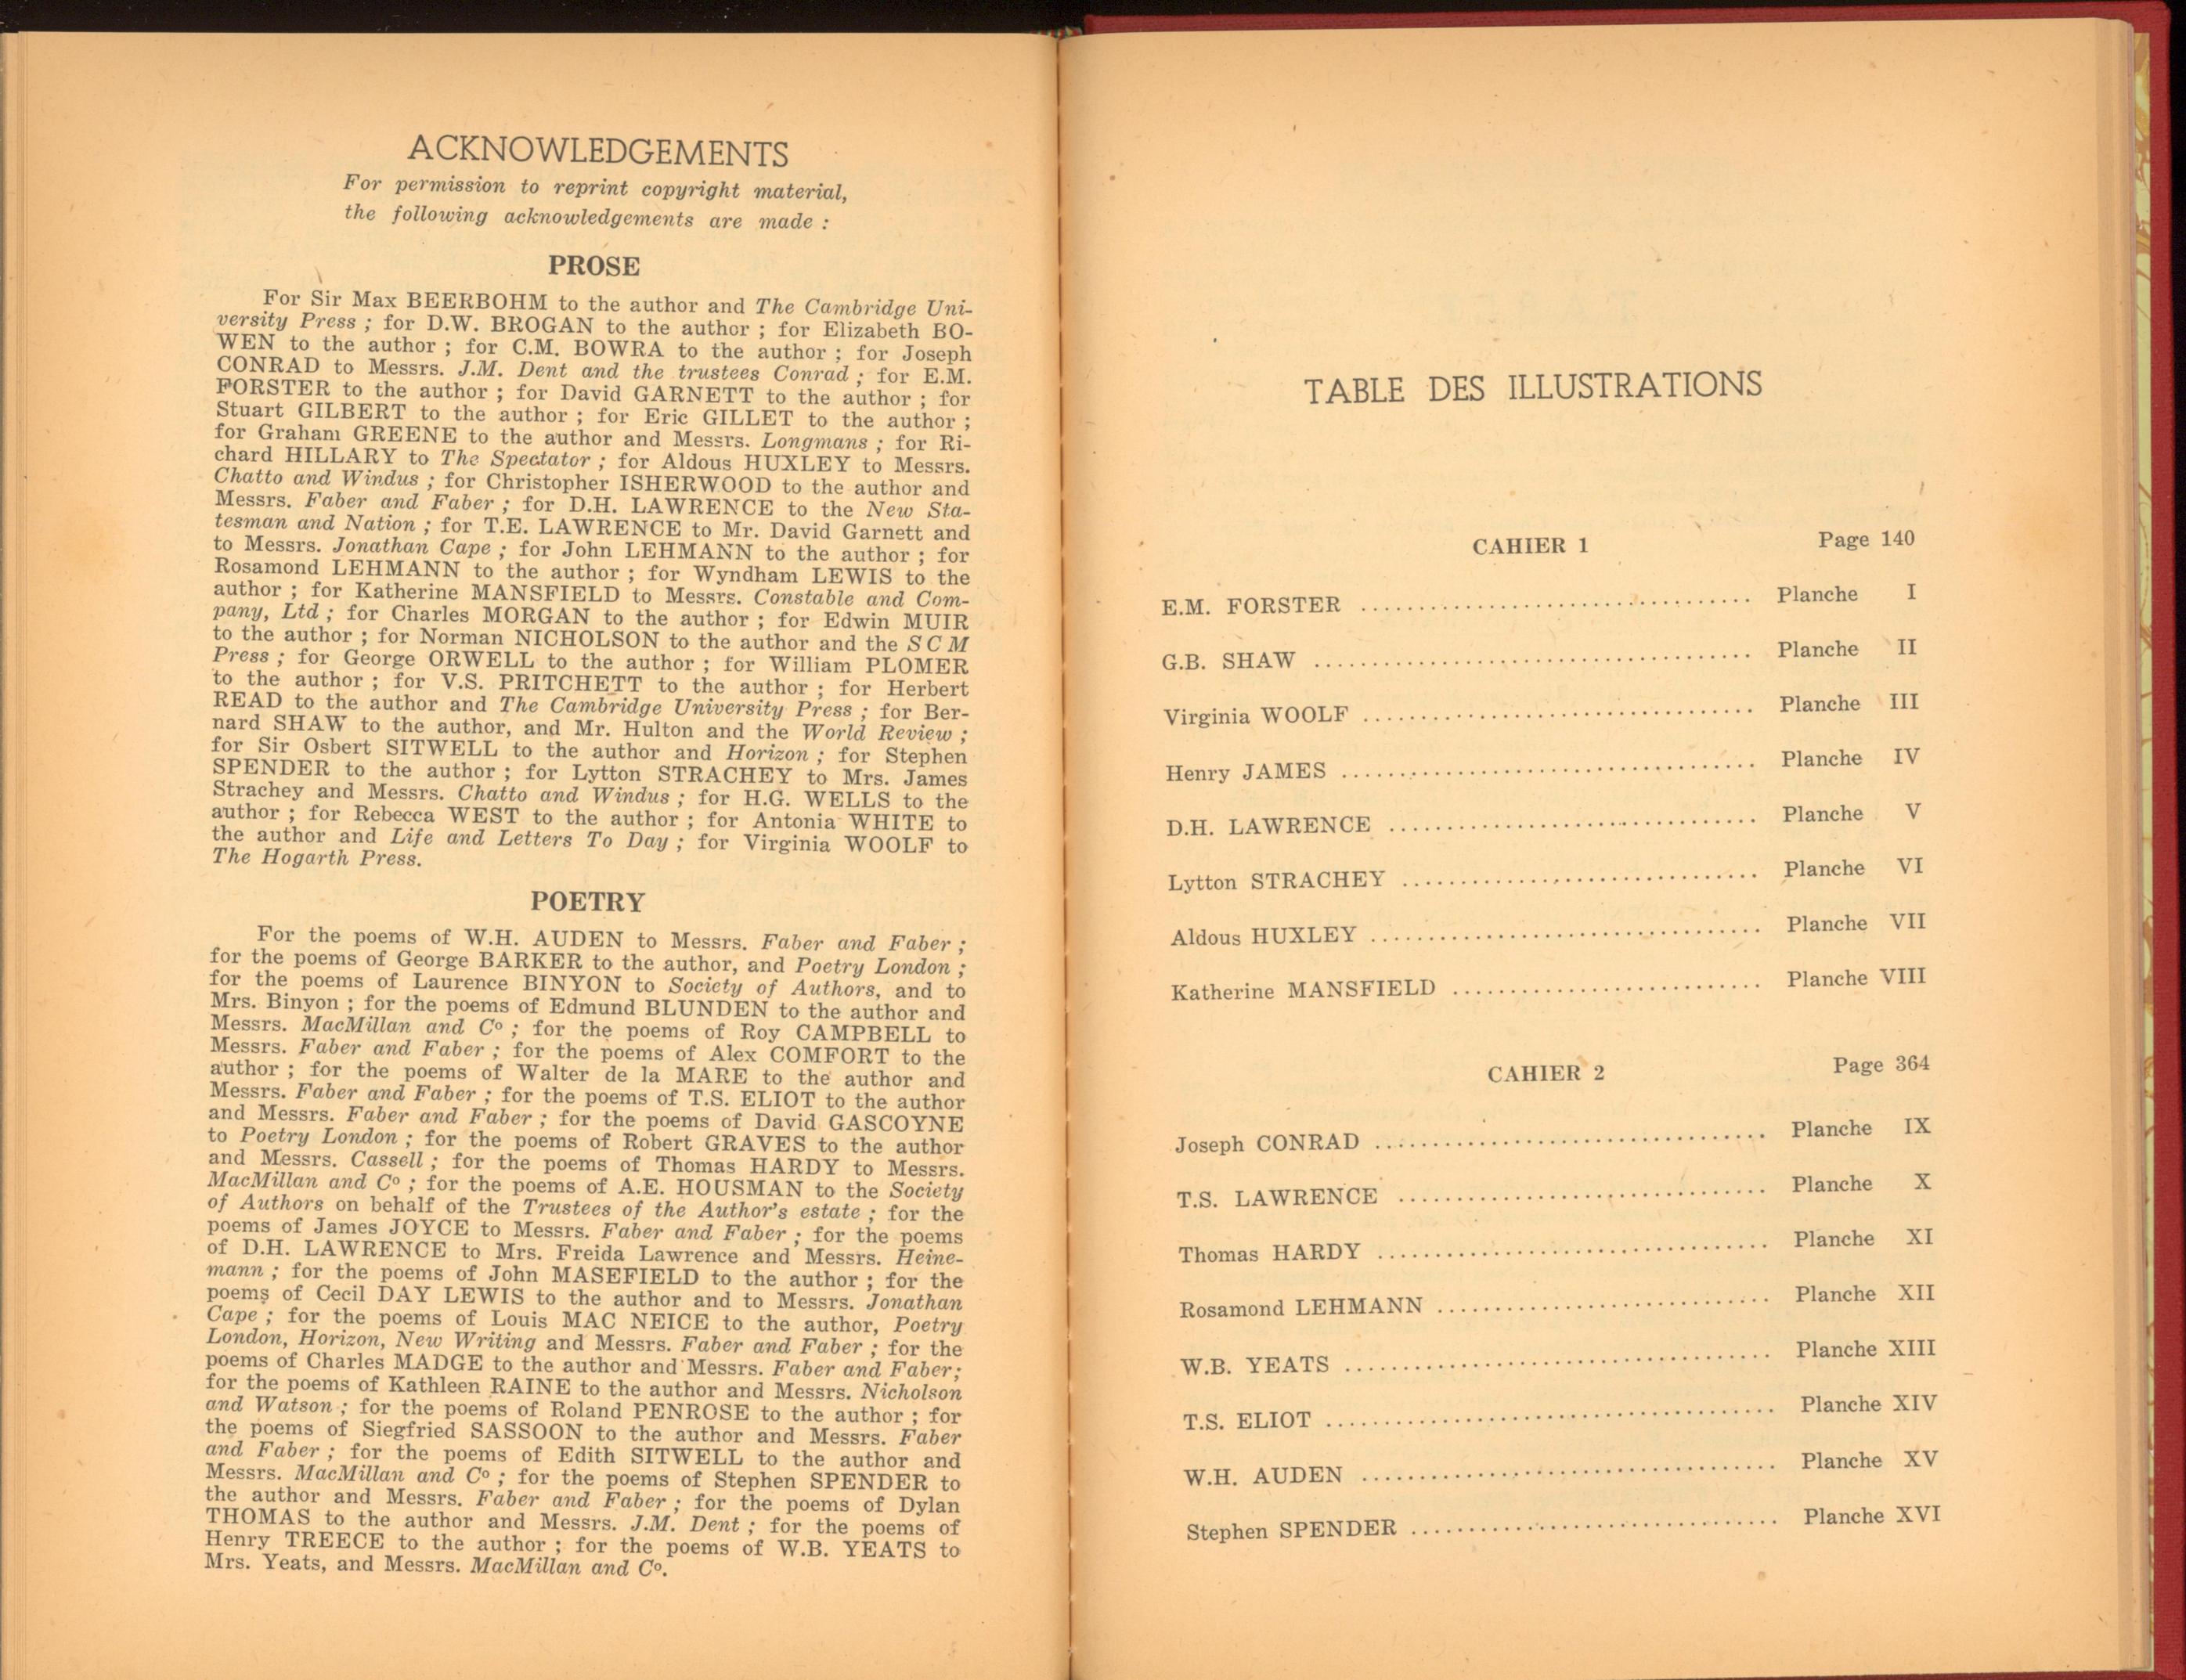 ACKNOWLEDGEMENTS
For permission to reprint copyright material,
the following acknowledgements are made :
PROSE
For Sir Max BEERBOHM to the author and The Cambridge Uni-
versity Press ; for D.W. BROGAN to the author ; for Elizabeth BO-
WEN to the author ; for C.M. BOWRA to the author ; for Joseph
CONRAD to Messrs. J.M. Dent and the trustees Conrad ; for E.M.
FORSTER to the author ; for David GARNETT to the author ; for
Stuart GILBERT to the author ; for Eric GILLET to the author ;
for Graham GREENE to the author and Messrs. Longmans ; for Ri-
chard HILLARY to The Spectator ; for Aldous HUXLEY to Messrs.
Chatto and Windus ; for Christopher ISHERWOOD to the author and
Messrs. Faber and Faber ; for D.H. LAWRENCE to the New Sta-
tesman and Nation ; for T.E. LAWRENCE to Mr. David Garnett and
to Messrs. Jonathan Cape ; for John LEHMANN to the author ; for
Rosamond LEHMANN to the author ; for Wyndham LEWIS to the
author ; for Katherine MANSFIELD to Messrs. Constable and Com-
pany, Ltd ; for Charles MORGAN to the author ; for Edwin MUIR
to the author ; for Norman NICHOLSON to the author and the S C M
Press ; for George ORWELL to the author ; for William PLOMER
to the author ; for V.S. PRITCHETT to the author ; for Herbert
READ to the author and The Cambridge University Press ; for Ber-
nard SHAW to the author, and Mr. Hulton and the World Review ;
for Sir Osbert SITWELL to the author and Horizon ; for Stephen
SPENDER to the author ; for Lytton STRACHEY to Mrs. James
Strachey and Messrs. Chatto and Windus ; for H.G. WELLS to the
author ; for Rebecca WEST to the author ; for Antonia WHITE to
the author and Life and Letters To Day ; for Virginia WOOLF to
The Hogarth Press.
POETRY
For the poems of W.H. AUDEN to Messrs. Faber and Faber ;
for the poems of George BARKER to the author, and Poetry London ;
for the poems of Laurence BINYON to Society of Authors, and to
Mrs. Binyon ; for the poems of Edmund BLUNDEN to the author and
Messrs. MacMillan and Co ; for the poems of Roy CAMPBELL to
Messrs. Faber and Faber ; for the poems of Alex COMFORT to the
author ; for the poems of Walter de la MARE to the author and
Messrs. Faber and Faber ; for the poems of T.S. ELIOT to the author
and Messrs. Faber and Faber ; for the poems of David GASCOYNE
to Poetry London ; for the poems of Robert GRAVES to the author
and Messrs. Cassell ; for the poems of Thomas HARDY to Messrs.
MacMillan and Co ; for the poems of A.E. HOUSMAN to the Society
of Authors on behalf of the Trustees of the Author's estate ; for the
poems of James JOYCE to Messrs. Faber and Faber ; for the poems
of D.H. LAWRENCE to Mrs. Freida Lawrence and Messrs. Heine-
mann ; for the poems of John MASEFIELD to the author ; for the
poems of Cecil DAY LEWIS to the author and to Messrs. Jonathan
Cape ; for the poems of Louis MAC NEICE to the author, Poetry
London, Horizon, New Writing and Messrs. Faber and Faber ; for the
poems of Charles MADGE to the author and Messrs. Faber and Faber;
for the poems of Kathleen RAINE to the author and Messrs. Nicholson
and Watson ; for the poems of Roland PENROSE to the author ; for
the poems of Siegfried SASSOON to the author and Messrs. Faber
and Faber ; for the poems of Edith SITWELL to the author and
Messrs. MacMillan and Co ; for the poems of Stephen SPENDER to
the author and Messrs. Faber and Faber ; for the poems of Dylan
THOMAS to the author and Messrs. J.M. Dent ; for the poems of
Henry TREECE to the author ; for the poems of W.B. YEATS to
Mrs. Yeats, and Messrs. MacMillan and Co.
TABLE DES ILLUSTRATIONS
CAHIER 1 Page 140
E.M. FORSTER ................................. Planche I
G.B. SHAW ..................................... Planche II
Virginia WOOLF ................................. Planche III
Henry JAMES ................................... Planche IV
D.H. LAWRENCE ............................... Planche V
Lytton STRACHEY .............................. Planche VI
Aldous HUXLEY ................................. Planche VII
Katherine MANSFIELD .......................... Planche VIII
CAHIER 2 Page 364
Joseph CONRAD ................................. Planche IX
T.S. LAWRENCE ............................... Planche X
Thomas HARDY ................................. Planche XI
Rosamond LEHMANN ............................ Planche XII
W.B. YEATS .................................... Planche XIII
T.S. ELIOT ...................................... Planche XIV
W.H. AUDEN ................................... Planche XV
Stephen SPENDER ............................... Planche XVI